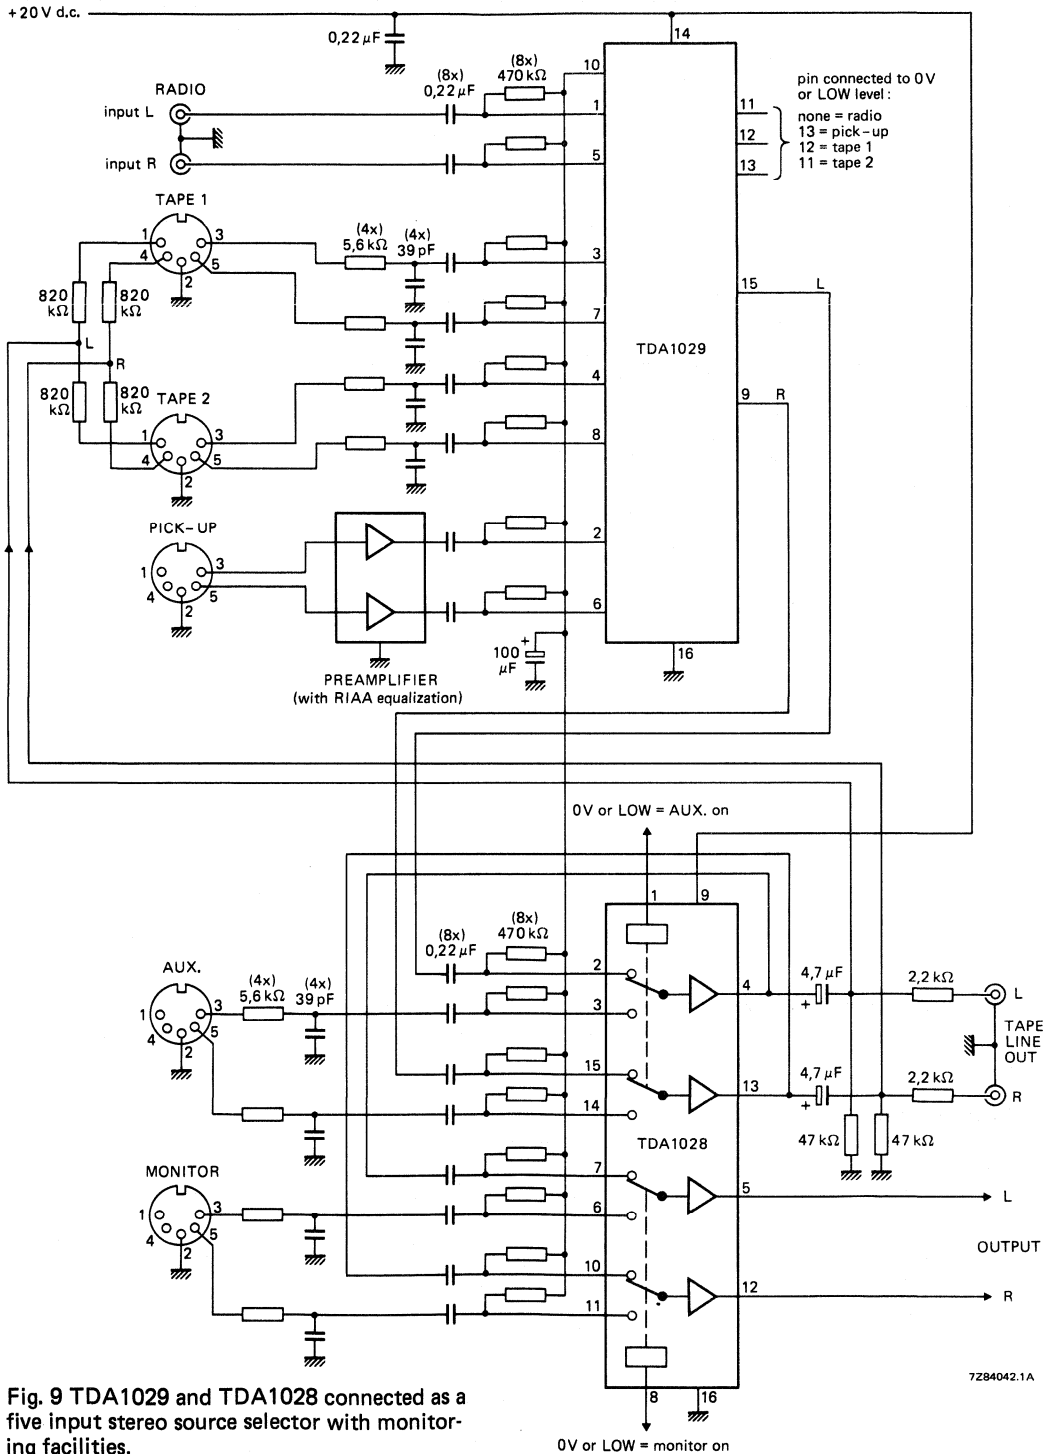 +20V d.c.
0,22 µF
14
(8x)
0,22 µF
(8x)
470 kΩ
10
RADIO
input L
1
input R
5
11
12
13
pin connected to 0V
or LOW level:
none = radio
13 = pick-up
12 = tape 1
11 = tape 2
TAPE 1
1
3
4
5
2
(4x)
5,6 kΩ
(4x)
39 pF
3
820
kΩ
820
kΩ
7
15
L
L
R
TDA1029
820
kΩ
820
kΩ
TAPE 2
1
3
4
5
2
4
8
9
R
PICK-UP
1
3
4
5
2
2
6
+
100
µF
16
PREAMPLIFIER
(with RIAA equalization)
0V or LOW = AUX. on
1
9
(8x)
0,22 µF
(8x)
470 kΩ
AUX.
1
3
4
5
2
(4x)
5,6 kΩ
(4x)
39 pF
2
3
4
4,7 µF
+
2,2 kΩ
L
TAPE
LINE
OUT
15
14
13
4,7 µF
+
2,2 kΩ
R
47 kΩ
47 kΩ
TDA1028
MONITOR
1
3
4
5
2
7
6
5
L
OUTPUT
10
11
12
R
8
16
7Z84042.1A
0V or LOW = monitor on
Fig. 9 TDA1029 and TDA1028 connected as a
five input stereo source selector with monitor-
ing facilities.